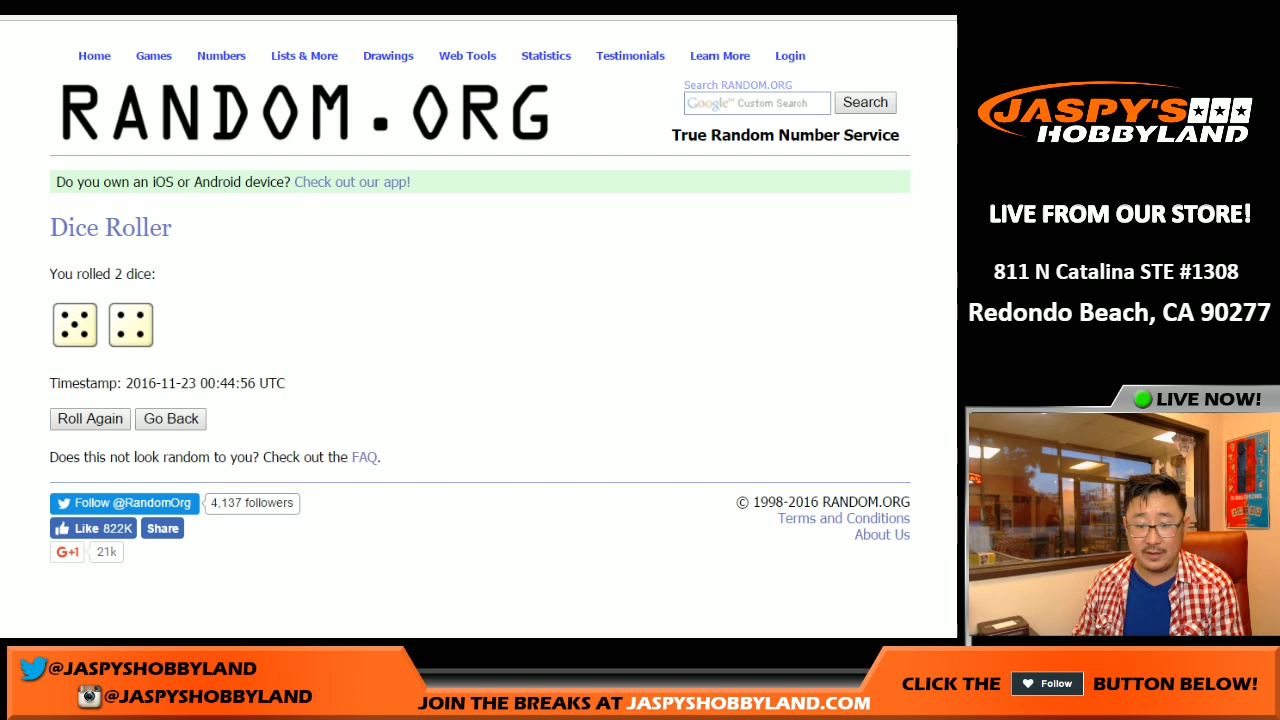 Home Games Numbers Lists & More Drawings Web Tools Statistics Testimonials Learn More Login
RANDOM.ORG
Search RANDOM.ORG
Google™ Custom Search Search
True Random Number Service
Do you own an iOS or Android device? Check out our app!
Dice Roller
You rolled 2 dice:
Timestamp: 2016-11-23 00:44:56 UTC
Roll Again Go Back
Does this not look random to you? Check out the FAQ.
Follow @RandomOrg 4,137 followers
Like 822K Share
G+1 21k
© 1998-2016 RANDOM.ORG
Terms and Conditions
About Us
JASPY'S
HOBBYLAND
LIVE FROM OUR STORE!
811 N Catalina STE #1308
Redondo Beach, CA 90277
LIVE NOW!
@JASPYSHOBBYLAND
@JASPYSHOBBYLAND
JOIN THE BREAKS AT JASPYSHOBBYLAND.COM
CLICK THE Follow BUTTON BELOW!